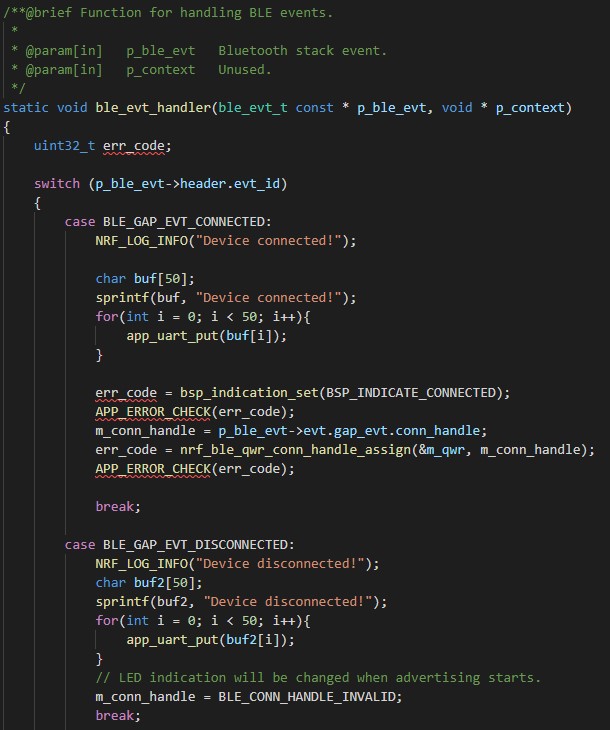 /**@brief Function for handling BLE events.
 *
 * @param[in]   p_ble_evt   Bluetooth stack event.
 * @param[in]   p_context   Unused.
 */
static void ble_evt_handler(ble_evt_t const * p_ble_evt, void * p_context)
{
    uint32_t err_code;

    switch (p_ble_evt->header.evt_id)
    {
        case BLE_GAP_EVT_CONNECTED:
            NRF_LOG_INFO("Device connected!");

            char buf[50];
            sprintf(buf, "Device connected!");
            for(int i = 0; i < 50; i++){
                app_uart_put(buf[i]);
            }

            err_code = bsp_indication_set(BSP_INDICATE_CONNECTED);
            APP_ERROR_CHECK(err_code);
            m_conn_handle = p_ble_evt->evt.gap_evt.conn_handle;
            err_code = nrf_ble_qwr_conn_handle_assign(&m_qwr, m_conn_handle);
            APP_ERROR_CHECK(err_code);

            break;

        case BLE_GAP_EVT_DISCONNECTED:
            NRF_LOG_INFO("Device disconnected!");
            char buf2[50];
            sprintf(buf2, "Device disconnected!");
            for(int i = 0; i < 50; i++){
                app_uart_put(buf2[i]);
            }
            // LED indication will be changed when advertising starts.
            m_conn_handle = BLE_CONN_HANDLE_INVALID;
            break;